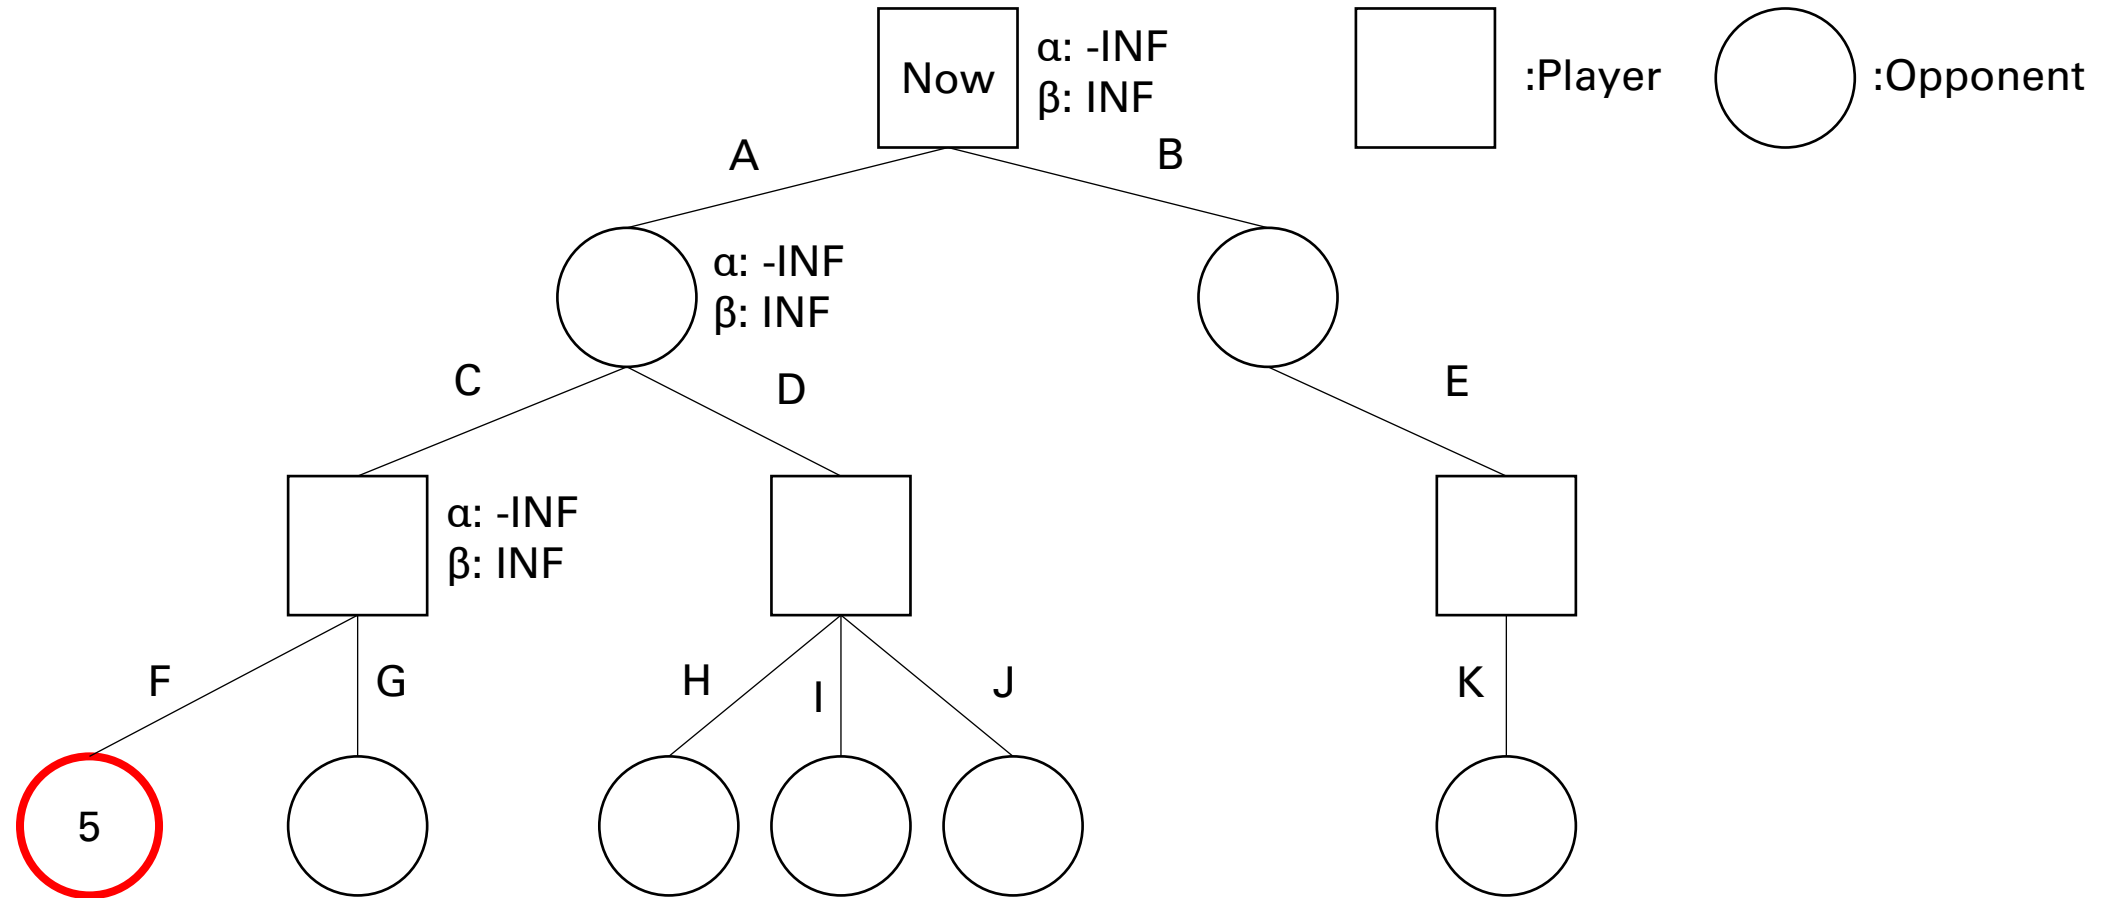 Now
α: -INF
β: INF
:Player
:Opponent
A
B
α: -INF
β: INF
C
D
E
α: -INF
β: INF
F
G
H
I
J
K
5